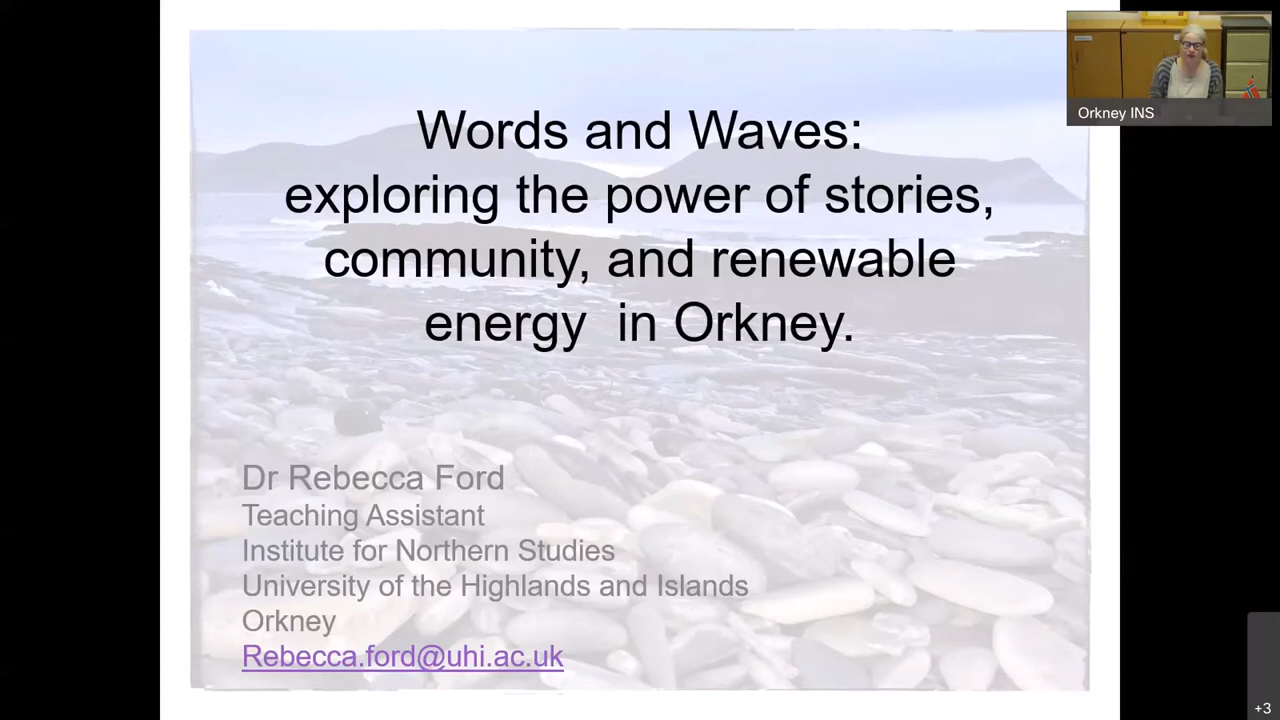 Words and Waves:
exploring the power of stories,
community, and renewable
energy  in Orkney.
Dr Rebecca Ford
Teaching Assistant
Institute for Northern Studies
University of the Highlands and Islands
Orkney
Rebecca.ford@uhi.ac.uk
Orkney INS
+3